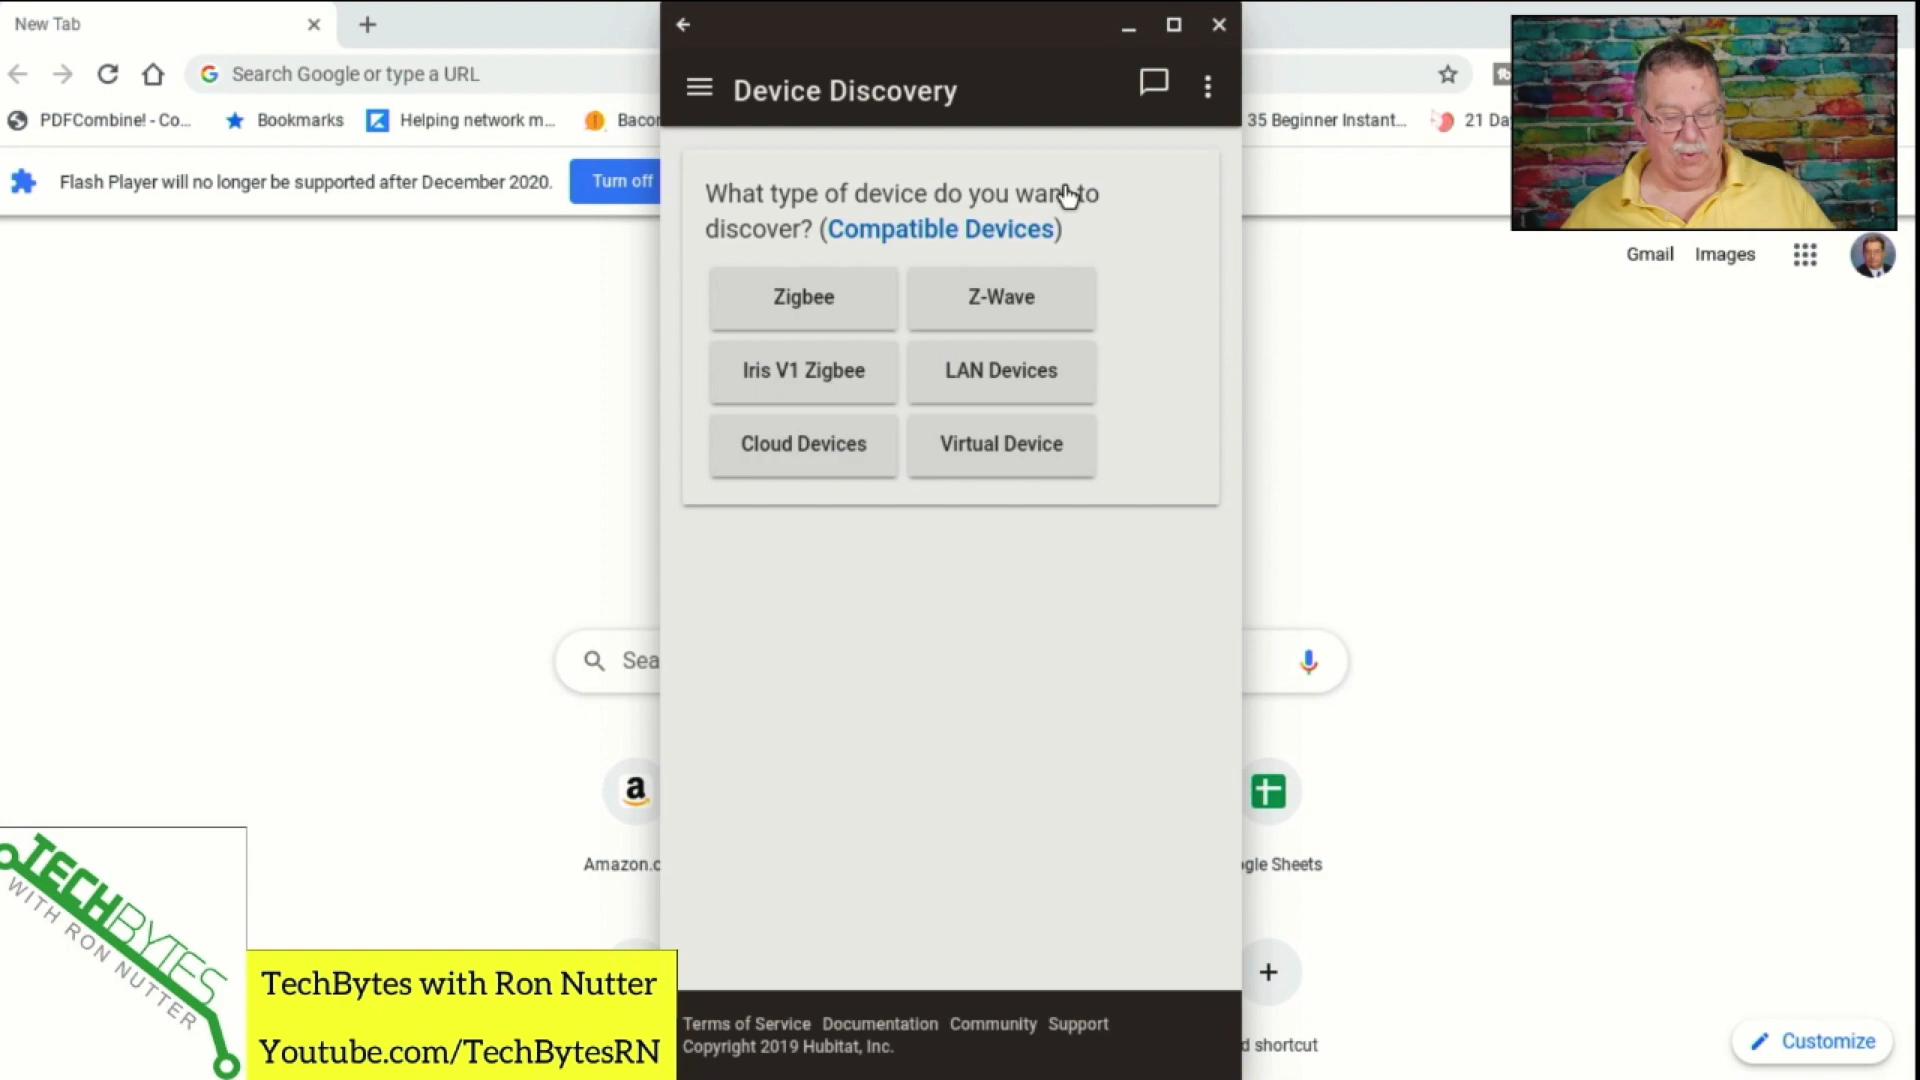 New Tab
Device Discovery
Search Google or type a URL
PDFCombine! - Co...
Bookmarks
Helping network m...
Bacon
35 Beginner Instant...
21 Da
Flash Player will no longer be supported after December 2020.
Turn off
What type of device do you want to
discover? (Compatible Devices)
Gmail
Images
Zigbee
Z-Wave
Iris V1 Zigbee
LAN Devices
Cloud Devices
Virtual Device
Sea
a
Amazon.c
gle Sheets
TECHBYTES
WITH RON NUTTER
TechBytes with Ron Nutter
Youtube.com/TechBytesRN
Terms of Service Documentation Community Support
Copyright 2019 Hubitat, Inc.
d shortcut
Customize